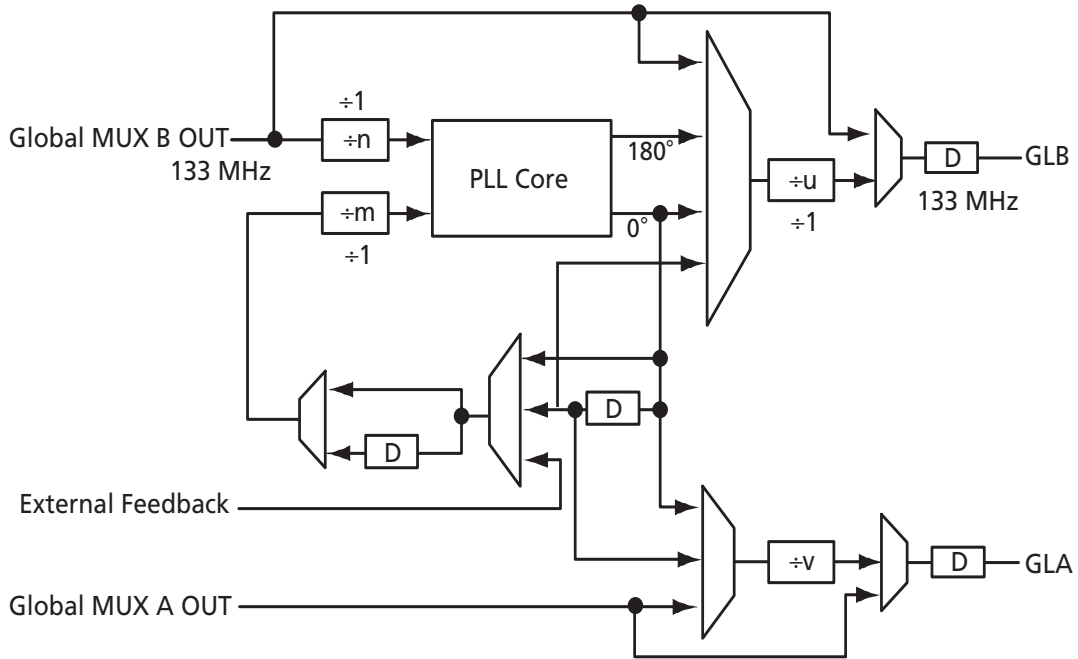 ÷1
Global MUX B OUT
÷n
133 MHz
PLL Core
180°
0°
÷m
÷1
÷u
÷1
D
GLB
133 MHz
D
D
External Feedback
÷v
D
GLA
Global MUX A OUT